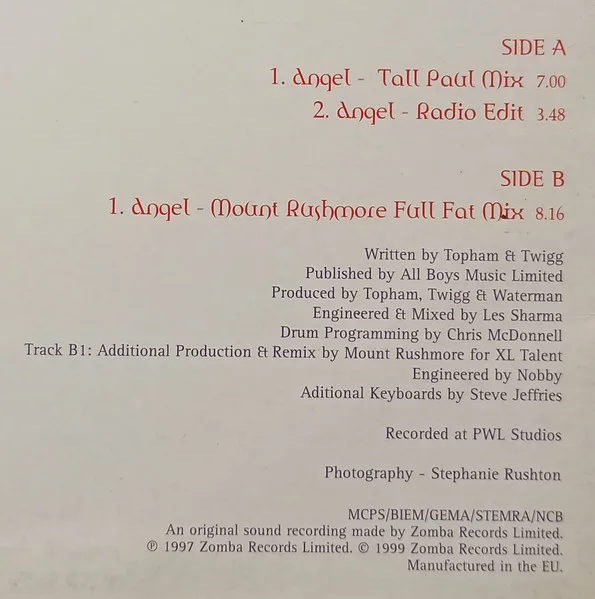 SIDE A
1. Angel - Tall Paul Mix 7.00
2. Angel - Radio Edit 3.48
SIDE B
1. Angel - Mount Rushmore Full Fat Mix 8.16
Written by Topham & Twigg
Published by All Boys Music Limited
Produced by Topham, Twigg & Waterman
Engineered & Mixed by Les Sharma
Drum Programming by Chris McDonnell
Track B1: Additional Production & Remix by Mount Rushmore for XL Talent
Engineered by Nobby
Aditional Keyboards by Steve Jeffries
Recorded at PWL Studios
Photography - Stephanie Rushton
MCPS/BIEM/GEMA/STEMRA/NCB
An original sound recording made by Zomba Records Limited.
℗ 1997 Zomba Records Limited. © 1999 Zomba Records Limited.
Manufactured in the EU.